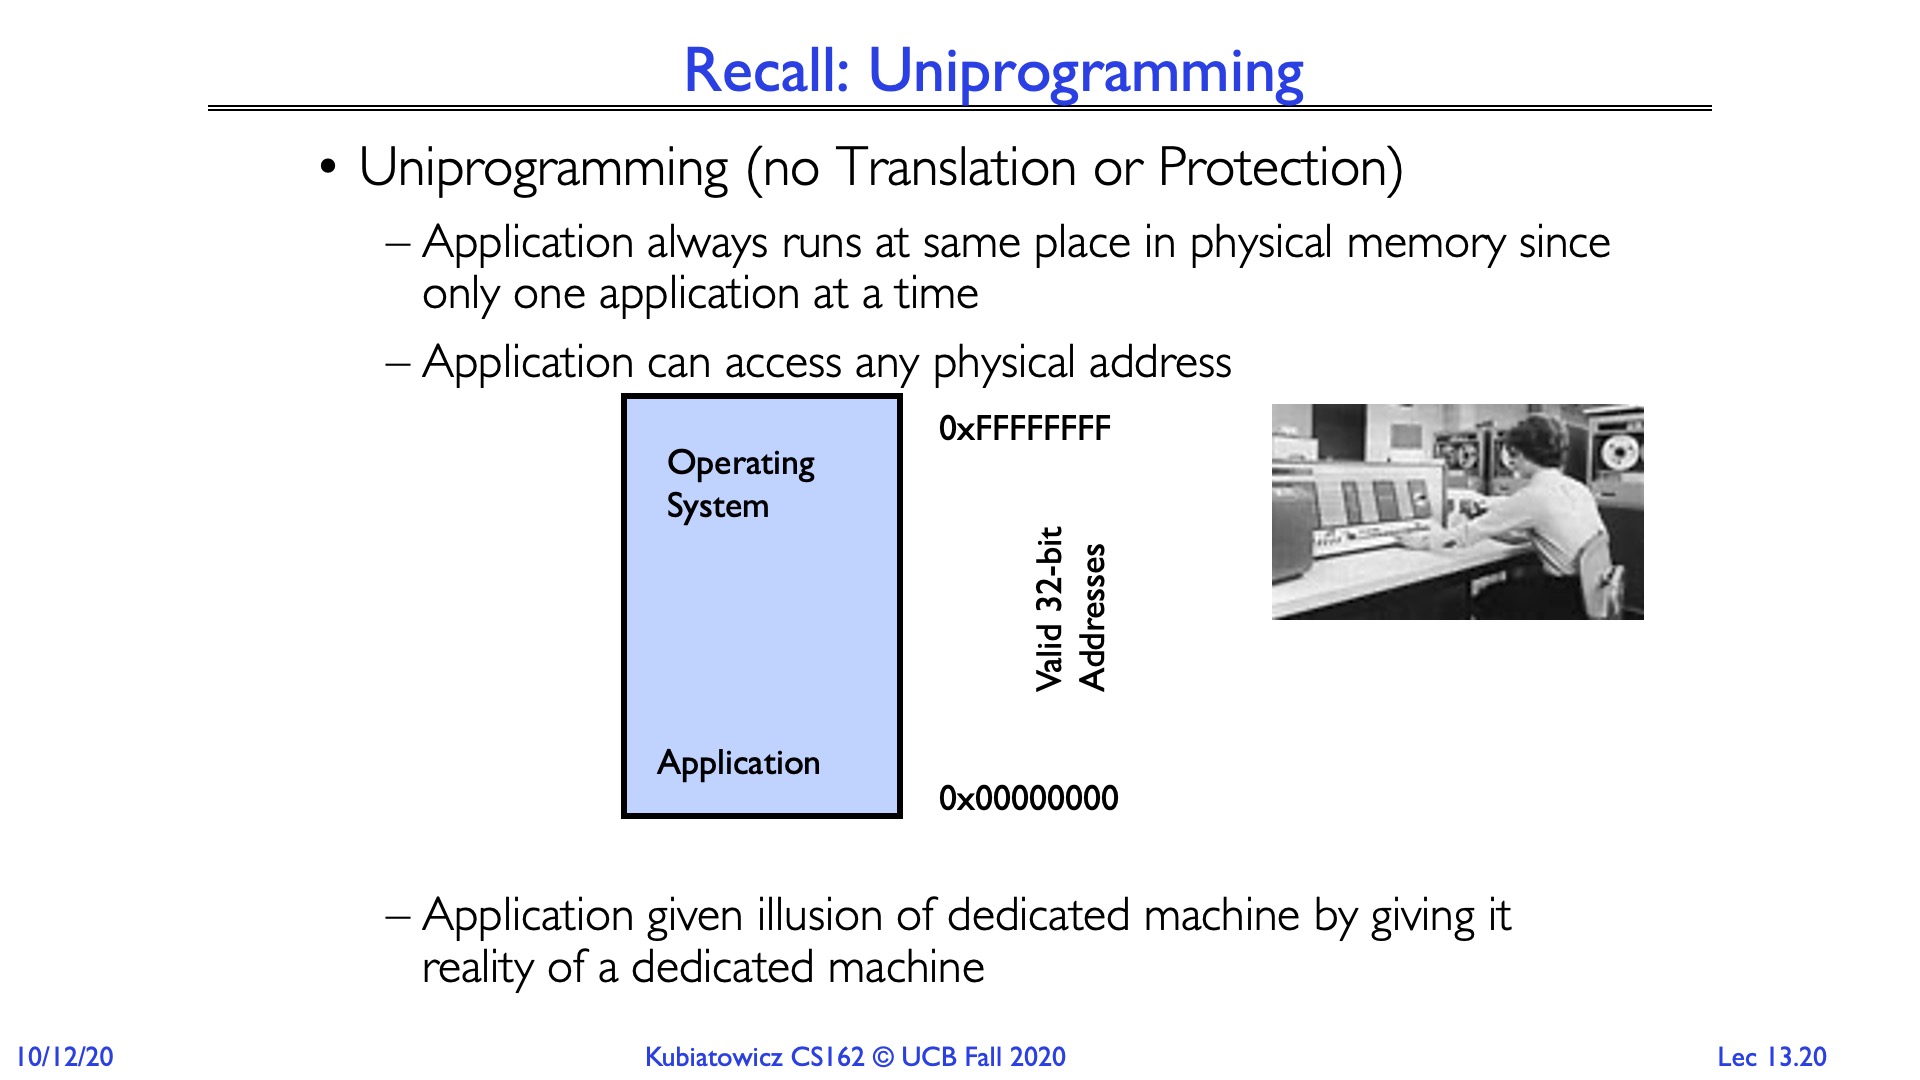 Recall: Uniprogramming
• Uniprogramming (no Translation or Protection)
– Application always runs at same place in physical memory since
only one application at a time
– Application can access any physical address
0xFFFFFFFF
Operating
System
Valid 32-bit
Addresses
Application
0x00000000
– Application given illusion of dedicated machine by giving it
reality of a dedicated machine
10/12/20
Kubiatowicz CS162 © UCB Fall 2020
Lec 13.20